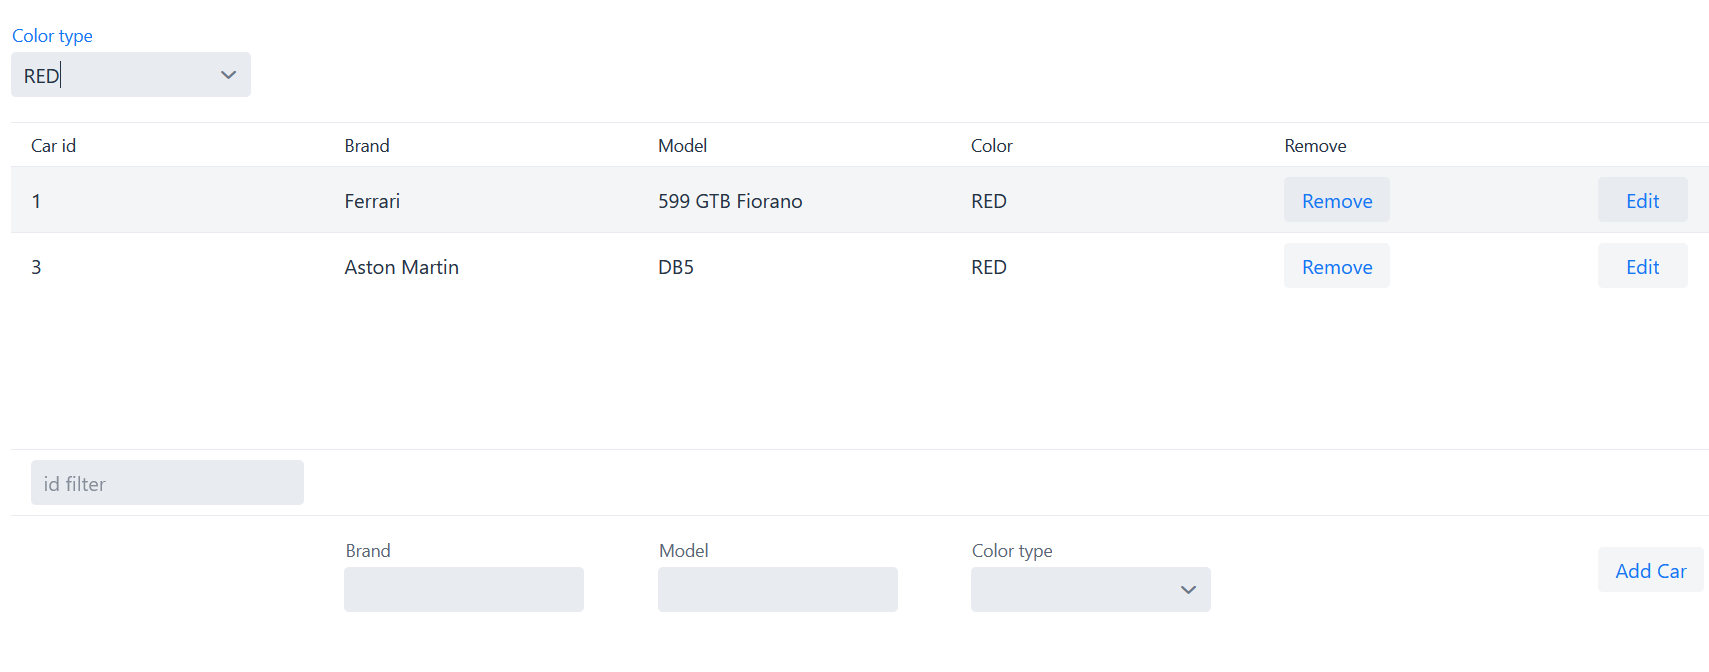 Color type
RED
Car id Brand Model Color Remove
1 Ferrari 599 GTB Fiorano RED Remove Edit
3 Aston Martin DB5 RED Remove Edit
id filter
Brand Model Color type
Add Car